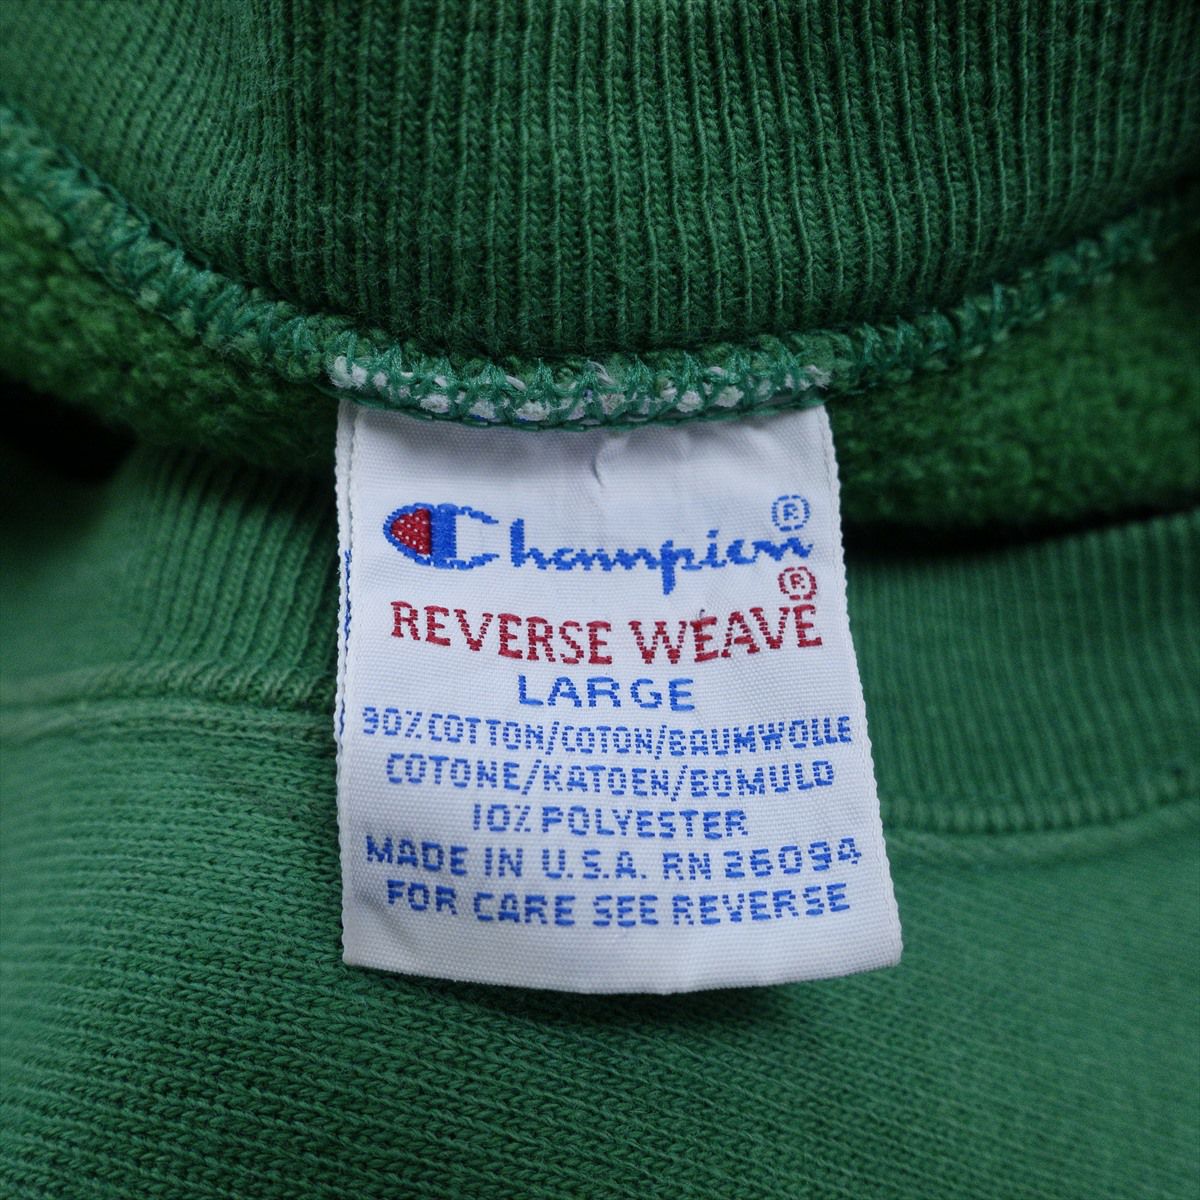 Champion®
REVERSE WEAVE®
LARGE
90% COTTON/COTON/BAUMWOLLE
COTONE/KATOEN/BOMULD
10% POLYESTER
MADE IN U.S.A. RN 26094
FOR CARE SEE REVERSE